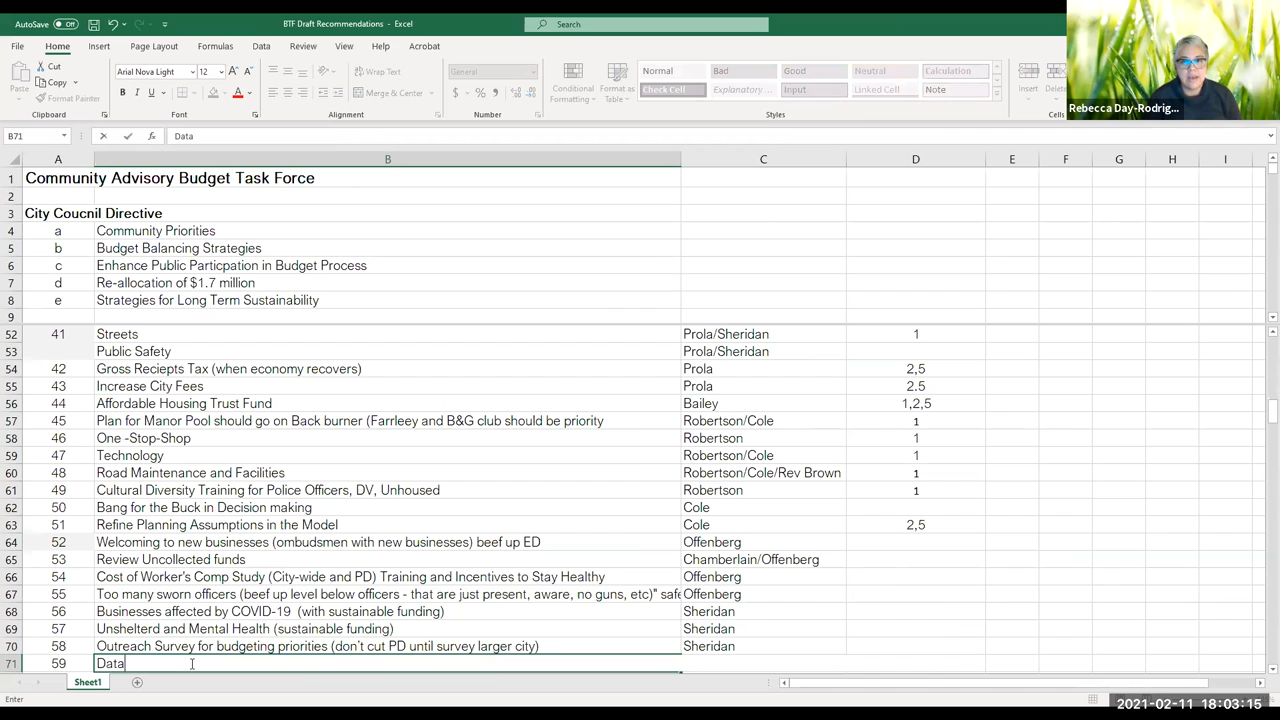 AutoSave Off BTF Draft Recommendations - Excel Search
File Home Insert Page Layout Formulas Data Review View Help Acrobat
Paste Cut Copy Format Painter
Arial Nova Light 12
B I U
Wrap Text Merge & Center
General
Conditional Formatting Format as Table
Normal Bad Good Neutral Calculation
Check Cell Explanatory... Input Linked Cell Note
Insert
Rebecca Day-Rodrig...
Clipboard Font Alignment Number Styles Cells
B71 fx Data
A B C D E F G H I
1 Community Advisory Budget Task Force
2
3 City Coucnil Directive
4 a Community Priorities
5 b Budget Balancing Strategies
6 c Enhance Public Particpation in Budget Process
7 d Re-allocation of $1.7 million
8 e Strategies for Long Term Sustainability
9
52 41 Streets Prola/Sheridan 1
53 Public Safety Prola/Sheridan
54 42 Gross Reciepts Tax (when economy recovers) Prola 2,5
55 43 Increase City Fees Prola 2.5
56 44 Affordable Housing Trust Fund Bailey 1,2,5
57 45 Plan for Manor Pool should go on Back burner (Farrleey and B&G club should be priority Robertson/Cole 1
58 46 One -Stop-Shop Robertson 1
59 47 Technology Robertson/Cole 1
60 48 Road Maintenance and Facilities Robertson/Cole/Rev Brown 1
61 49 Cultural Diversity Training for Police Officers, DV, Unhoused Robertson 1
62 50 Bang for the Buck in Decision making Cole
63 51 Refine Planning Assumptions in the Model Cole 2,5
64 52 Welcoming to new businesses (ombudsmen with new businesses) beef up ED Offenberg
65 53 Review Uncollected funds Chamberlain/Offenberg
66 54 Cost of Worker's Comp Study (City-wide and PD) Training and Incentives to Stay Healthy Offenberg
67 55 Too many sworn officers (beef up level below officers - that are just present, aware, no guns, etc)" safe Offenberg
68 56 Businesses affected by COVID-19 (with sustainable funding) Sheridan
69 57 Unshelterd and Mental Health (sustainable funding) Sheridan
70 58 Outreach Survey for budgeting priorities (don't cut PD until survey larger city) Sheridan
71 59 Data
Sheet1
Enter
2021-02-11 18:03:15